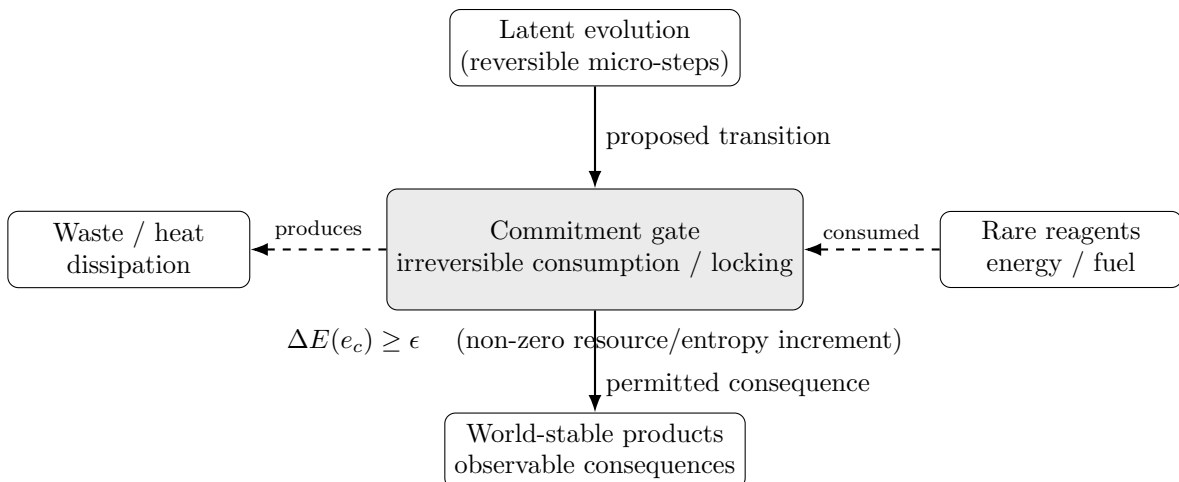 Latent evolution
(reversible micro-steps)
proposed transition
Waste / heat
dissipation
produces
Commitment gate
irreversible consumption / locking
consumed
Rare reagents
energy / fuel
ΔE(e_c) ≥ ϵ (non-zero resource/entropy increment)
permitted consequence
World-stable products
observable consequences